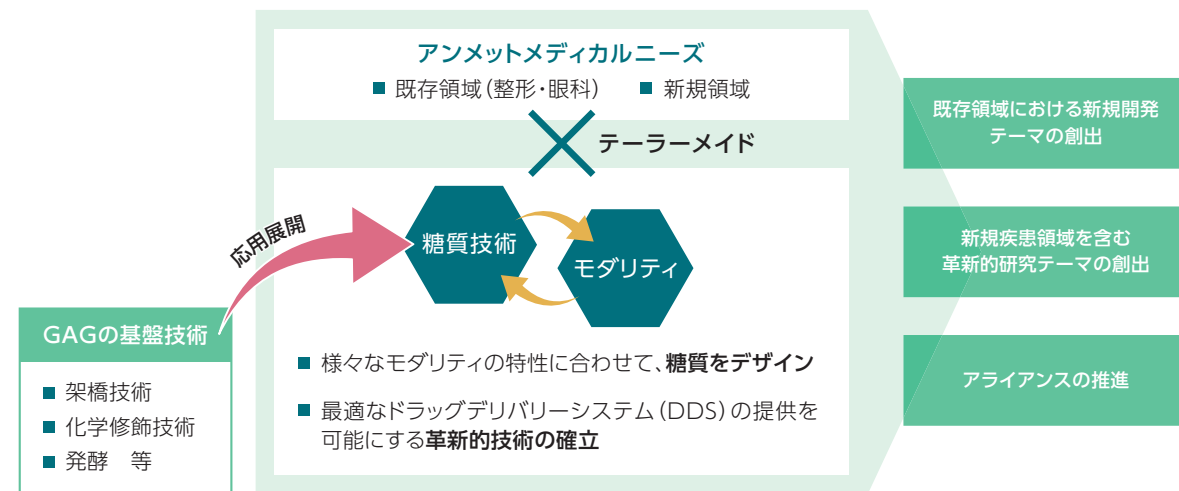 アンメットメディカルニーズ
■ 既存領域(整形・眼科) ■ 新規領域
テーラーメイド
応用展開
糖質技術
モダリティ
GAGの基盤技術
■ 架橋技術
■ 化学修飾技術
■ 発酵 等
■ 様々なモダリティの特性に合わせて、糖質をデザイン
■ 最適なドラッグデリバリーシステム(DDS)の提供を
可能にする革新的技術の確立
既存領域における新規開発
テーマの創出
新規疾患領域を含む
革新的研究テーマの創出
アライアンスの推進